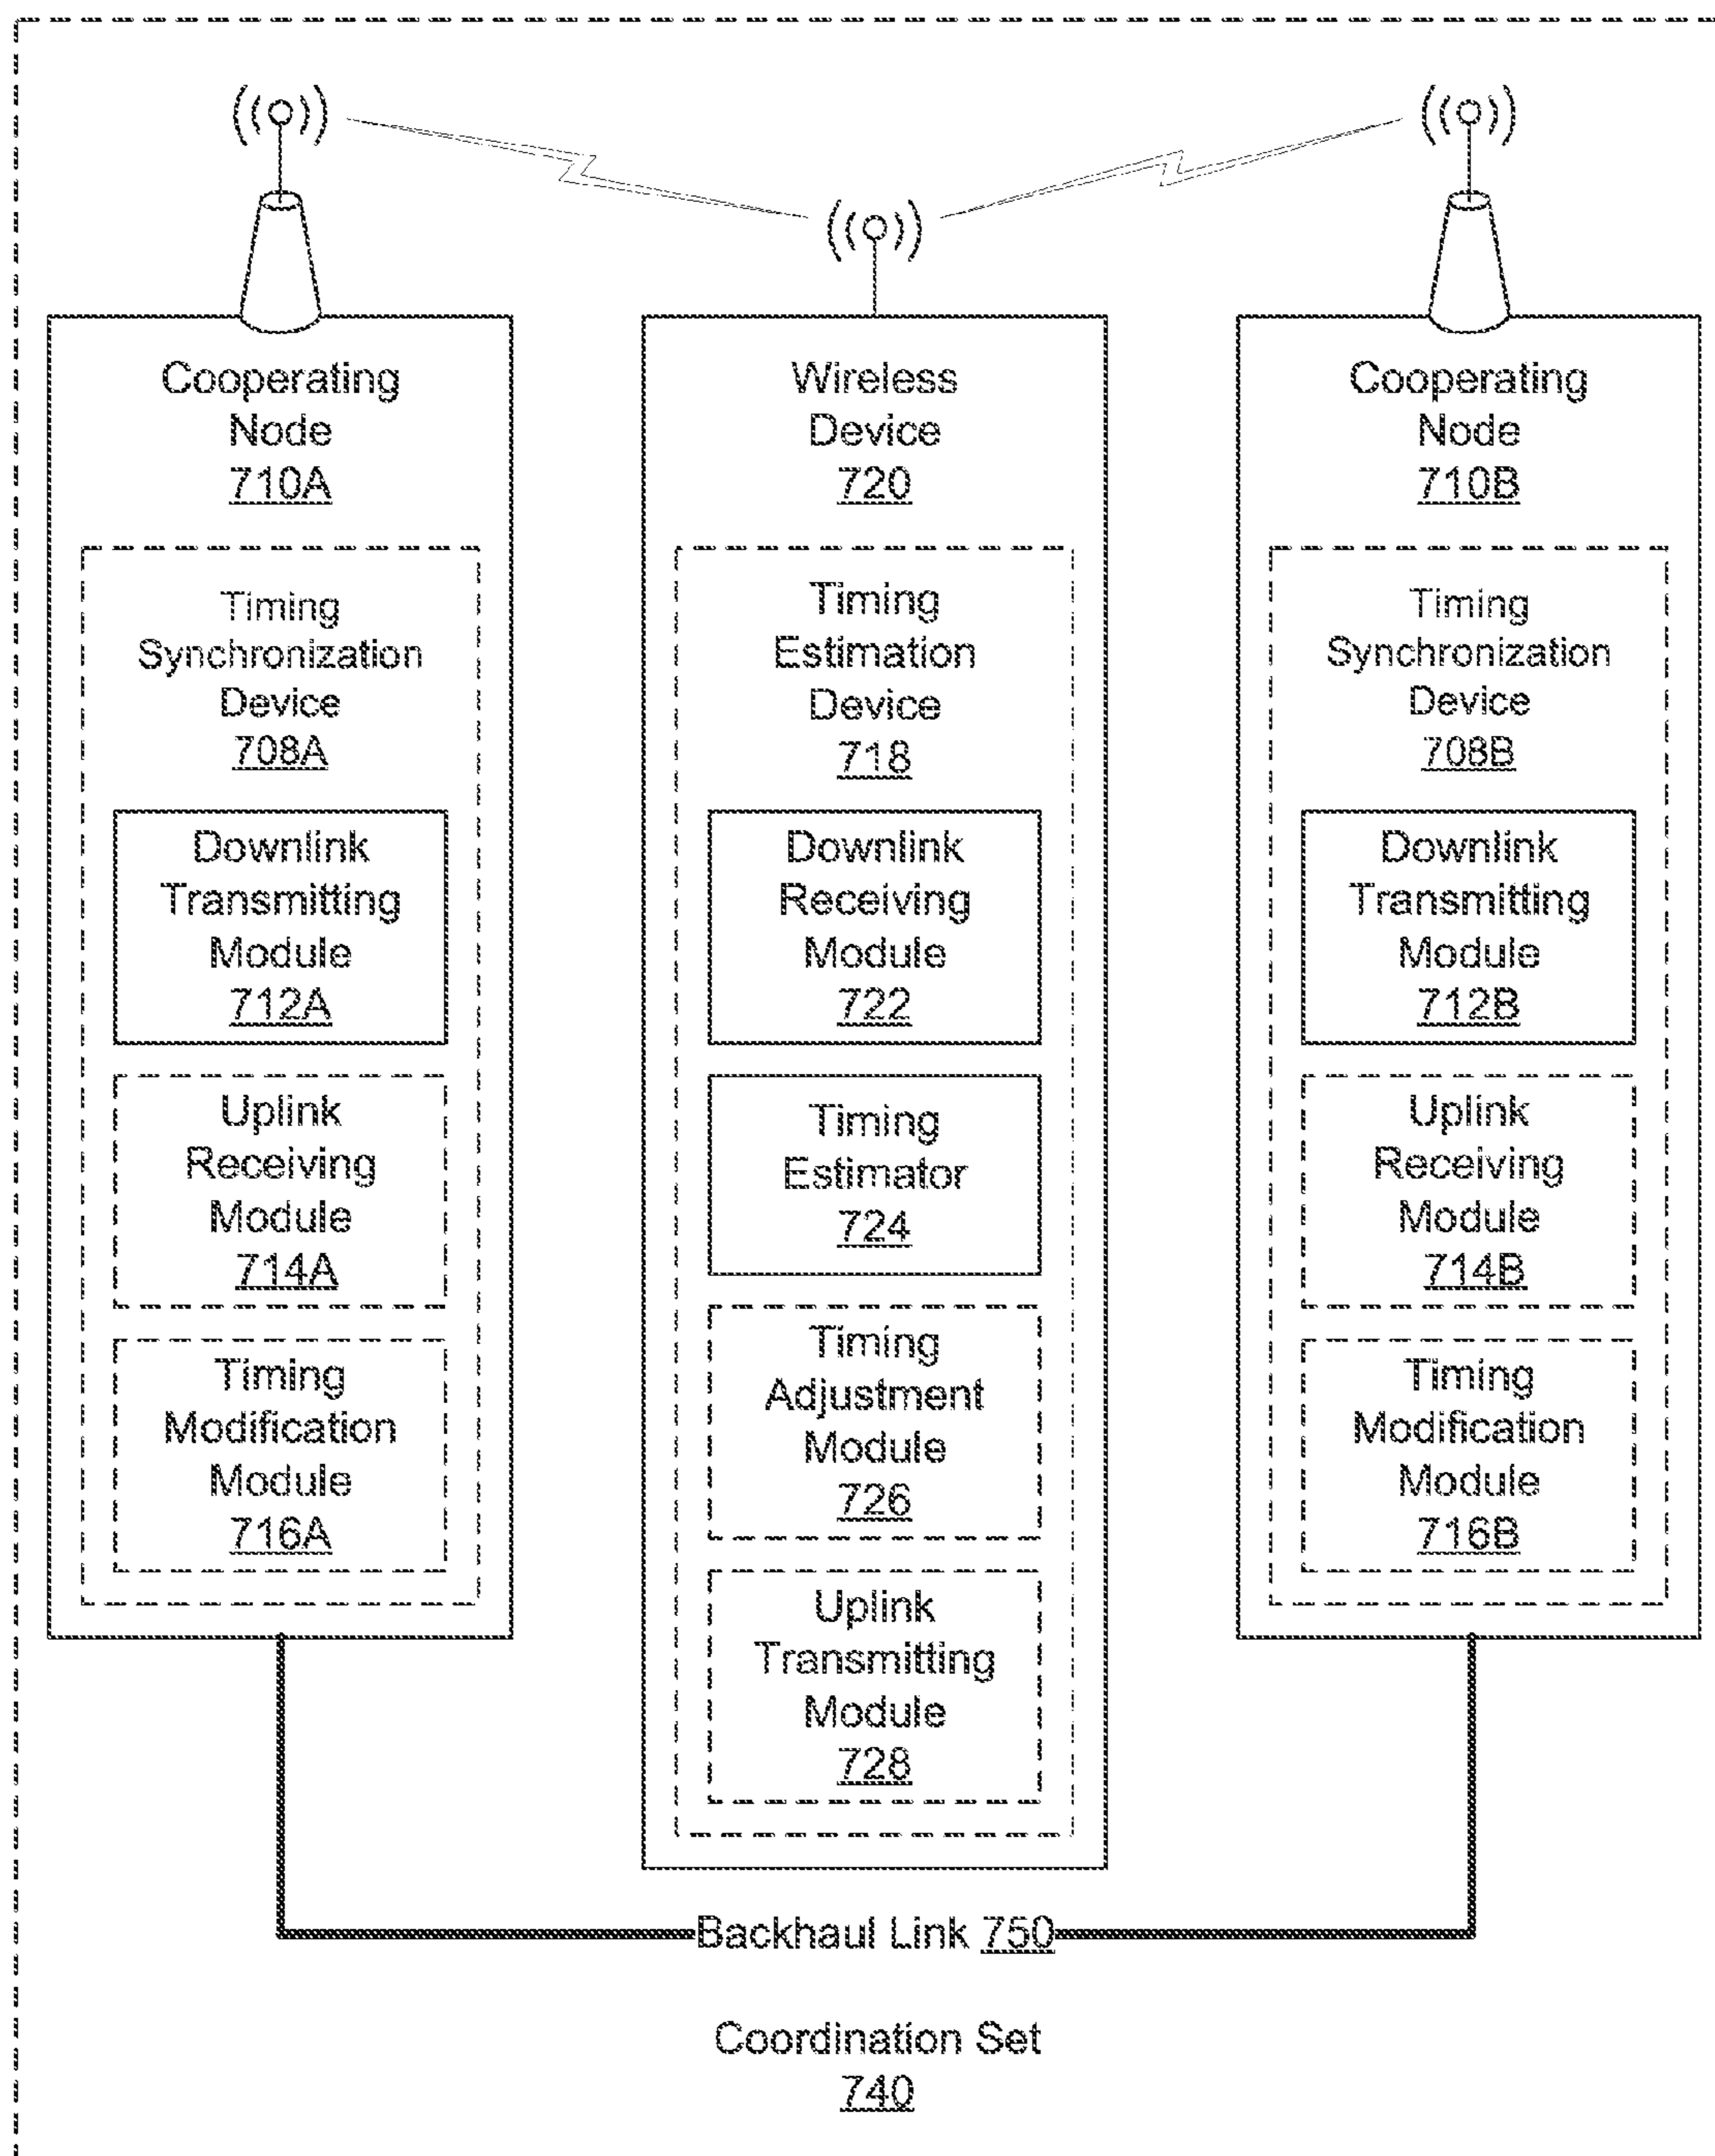 Cooperating
Node
710A
Timing
Synchronization
Device
708A
Downlink
Transmitting
Module
712A
Uplink
Receiving
Module
714A
Timing
Modification
Module
716A
Wireless
Device
720
Timing
Estimation
Device
718
Downlink
Receiving
Module
722
Timing
Estimator
724
Timing
Adjustment
Module
726
Uplink
Transmitting
Module
728
Cooperating
Node
710B
Timing
Synchronization
Device
708B
Downlink
Transmitting
Module
712B
Uplink
Receiving
Module
714B
Timing
Modification
Module
716B
Backhaul Link 750
Coordination Set
740